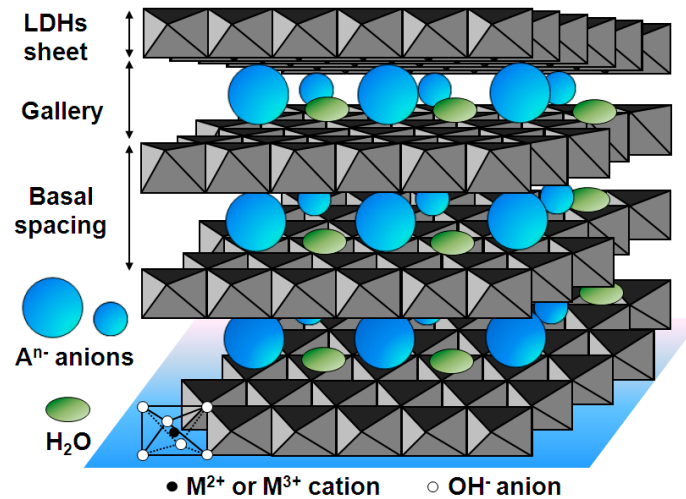 LDHs
sheet
Gallery
Basal
spacing
Aⁿ⁻ anions
H₂O
M²⁺ or M³⁺ cation
OH⁻ anion